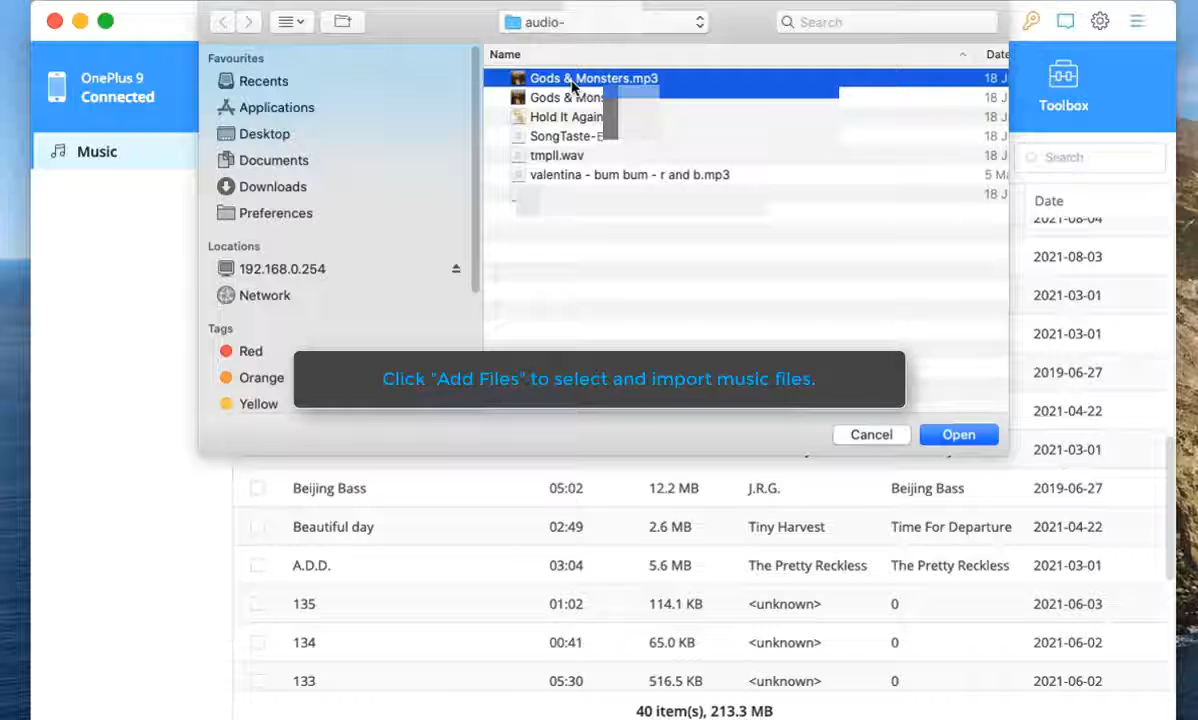 audio-
Search
OnePlus 9
Connected
Toolbox
Music
Search
Favourites
Recents
Applications
Desktop
Documents
Downloads
Preferences
Locations
192.168.0.254
Network
Tags
Red
Orange
Yellow
Name
Date
Gods & Monsters.mp3
18 J
Gods & Mons
18 J
Hold It Again
18 J
SongTaste-
18 J
tmpll.wav
18 J
valentina - bum bum - r and b.mp3
5 Ma
18 J
Click "Add Files" to select and import music files.
Cancel
Open
Date
2021-08-04
2021-08-03
2021-03-01
2021-03-01
2019-06-27
2021-04-22
2021-03-01
Beijing Bass 05:02 12.2 MB J.R.G. Beijing Bass 2019-06-27
Beautiful day 02:49 2.6 MB Tiny Harvest Time For Departure 2021-04-22
A.D.D. 03:04 5.6 MB The Pretty Reckless The Pretty Reckless 2021-03-01
135 01:02 114.1 KB <unknown> 0 2021-06-03
134 00:41 65.0 KB <unknown> 0 2021-06-02
133 05:30 516.5 KB <unknown> 0 2021-06-02
40 item(s), 213.3 MB